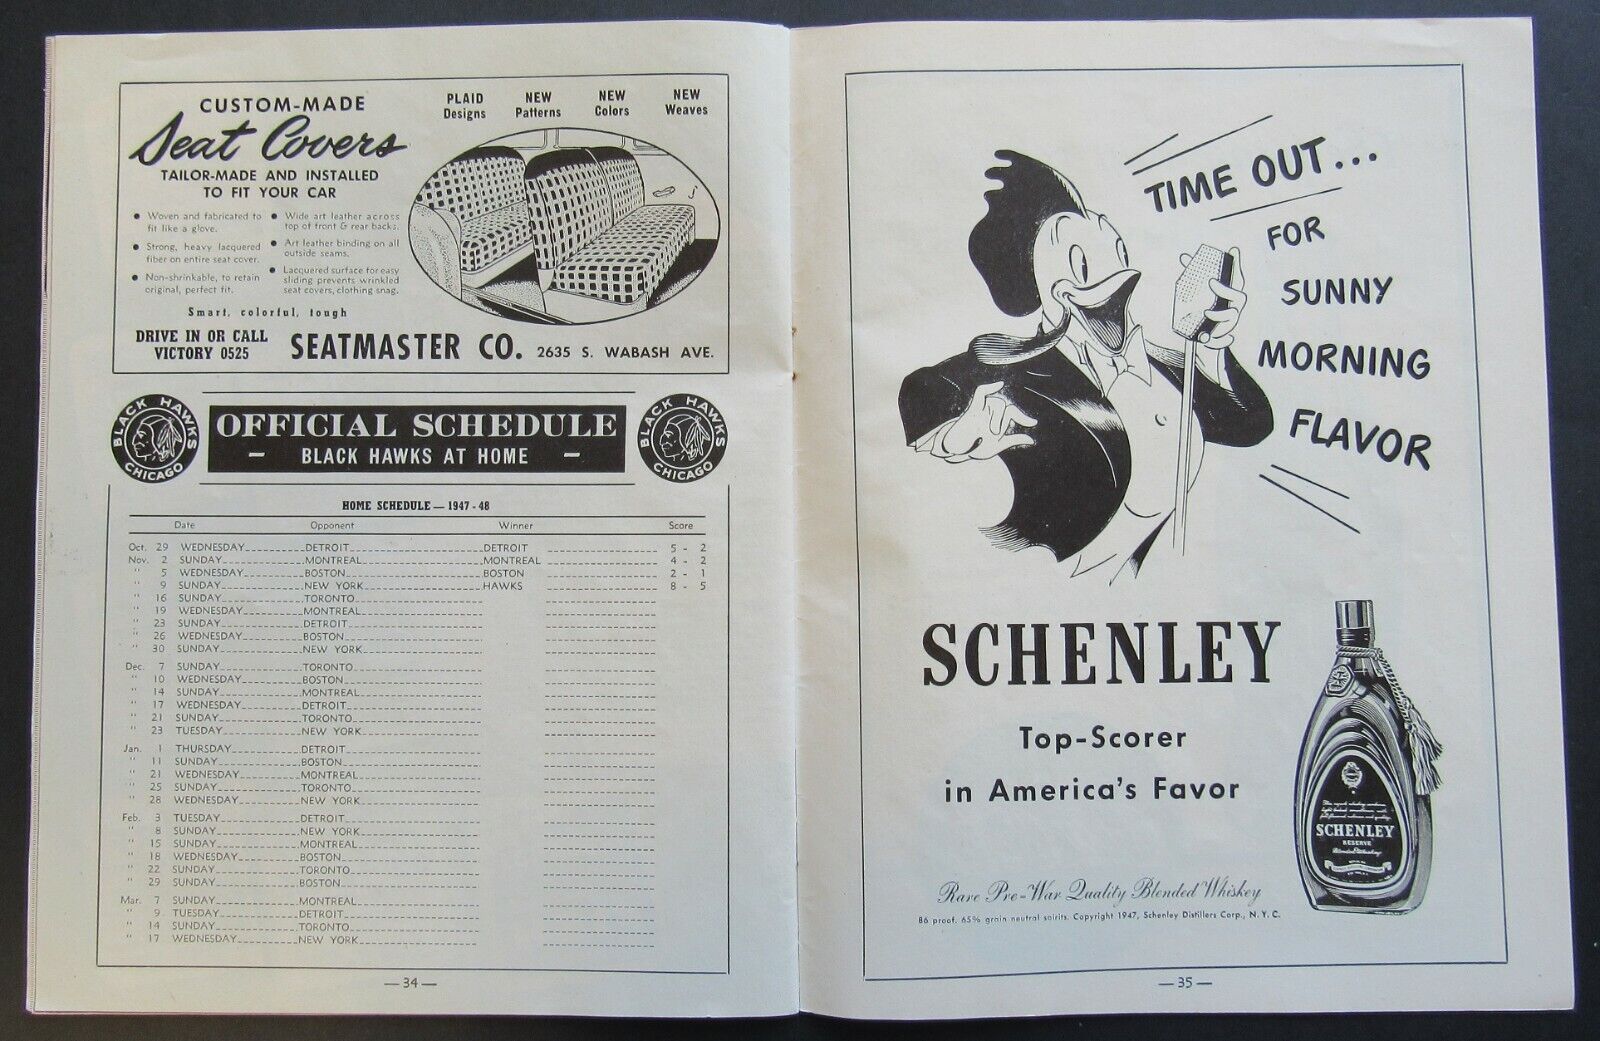 CUSTOM-MADE
Seat Covers
TAILOR-MADE AND INSTALLED
TO FIT YOUR CAR
PLAID
Designs
NEW
Patterns
NEW
Colors
NEW
Weaves
• Woven and fabricated to
fit like a glove.
• Strong, heavy lacquered
fiber on entire seat cover.
• Non-shrinkable, to retain
original, perfect fit.
• Wide art leather across
top of front & rear backs.
• Art leather binding on all
outside seams.
• Lacquered surface for easy
sliding prevents wrinkled
seat covers, clothing snag.
Smart, colorful, tough
DRIVE IN OR CALL
VICTORY 0525
SEATMASTER CO. 2635 S. WABASH AVE.
BLACK HAWKS
CHICAGO
OFFICIAL SCHEDULE
— BLACK HAWKS AT HOME —
BLACK HAWKS
CHICAGO
HOME SCHEDULE — 1947 - 48
Date Opponent Winner Score
Oct. 29 WEDNESDAY DETROIT DETROIT 5 - 2
Nov. 2 SUNDAY MONTREAL MONTREAL 4 - 2
" 5 WEDNESDAY BOSTON BOSTON 2 - 1
" 9 SUNDAY NEW YORK HAWKS 8 - 5
" 16 SUNDAY TORONTO
" 19 WEDNESDAY MONTREAL
" 23 SUNDAY DETROIT
" 26 WEDNESDAY BOSTON
" 30 SUNDAY NEW YORK
Dec. 7 SUNDAY TORONTO
" 10 WEDNESDAY BOSTON
" 14 SUNDAY MONTREAL
" 17 WEDNESDAY DETROIT
" 21 SUNDAY TORONTO
" 23 TUESDAY NEW YORK
Jan. 1 THURSDAY DETROIT
" 11 SUNDAY BOSTON
" 21 WEDNESDAY MONTREAL
" 25 SUNDAY TORONTO
" 28 WEDNESDAY NEW YORK
Feb. 3 TUESDAY DETROIT
" 8 SUNDAY NEW YORK
" 15 SUNDAY MONTREAL
" 18 WEDNESDAY BOSTON
" 22 SUNDAY TORONTO
" 29 SUNDAY BOSTON
Mar. 7 SUNDAY MONTREAL
" 9 TUESDAY DETROIT
" 14 SUNDAY TORONTO
" 17 WEDNESDAY NEW YORK
— 34 —
TIME OUT...
FOR
SUNNY
MORNING
FLAVOR
SCHENLEY
Top-Scorer
in America's Favor
SCHENLEY
RESERVE
Rare Pre-War Quality Blended Whiskey
86 proof. 65% grain neutral spirits. Copyright 1947, Schenley Distillers Corp., N. Y. C.
— 35 —